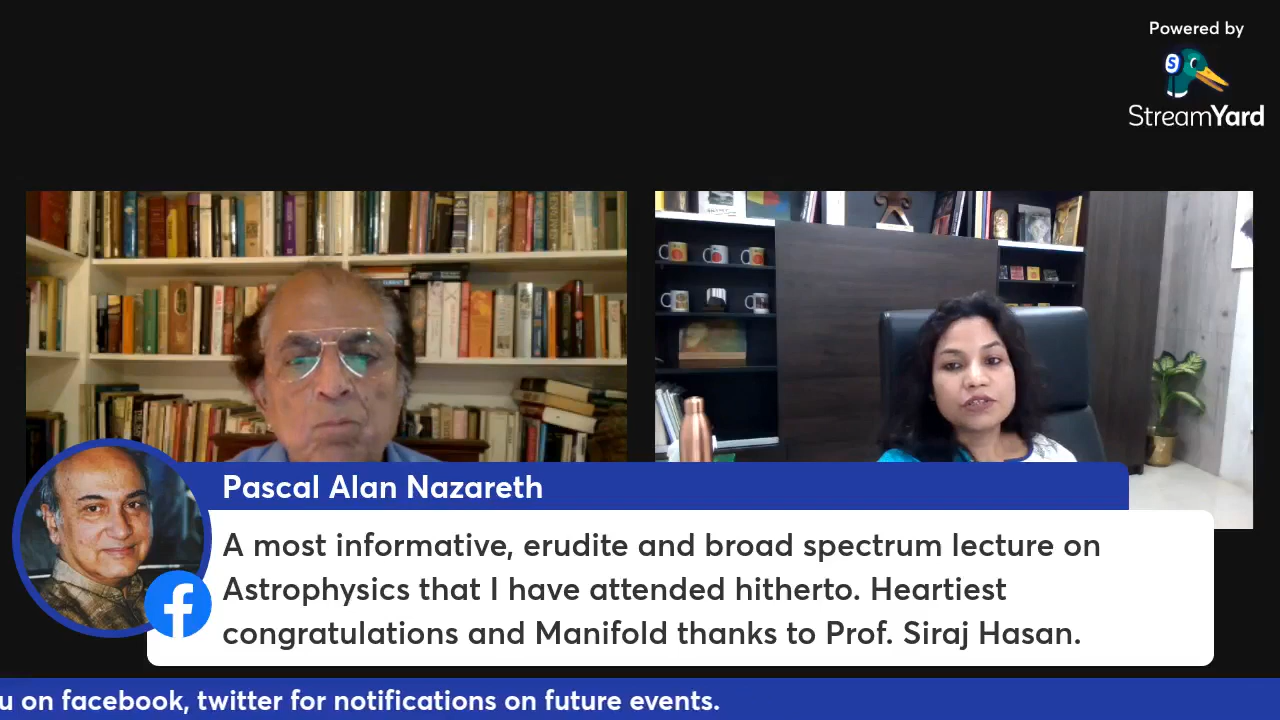 Powered by
S
StreamYard
Pascal Alan Nazareth
A most informative, erudite and broad spectrum lecture on
Astrophysics that I have attended hitherto. Heartiest
congratulations and Manifold thanks to Prof. Siraj Hasan.
u on facebook, twitter for notifications on future events.